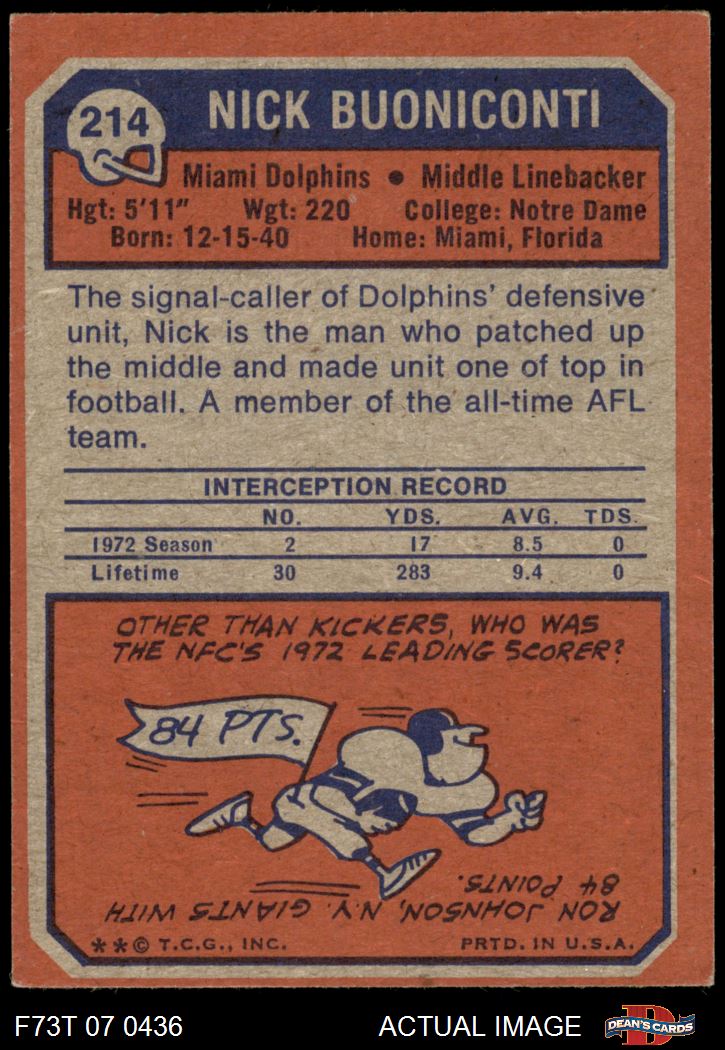 214
NICK BUONICONTI
Miami Dolphins • Middle Linebacker
Hgt: 5'11" Wgt: 220 College: Notre Dame
Born: 12-15-40 Home: Miami, Florida
The signal-caller of Dolphins' defensive
unit, Nick is the man who patched up
the middle and made unit one of top in
football. A member of the all-time AFL
team.
INTERCEPTION RECORD
NO. YDS. AVG. TDS.
1972 Season 2 17 8.5 0
Lifetime 30 283 9.4 0
OTHER THAN KICKERS, WHO WAS
THE NFC'S 1972 LEADING SCORER?
84 PTS.
RON JOHNSON, N.Y. GIANTS WITH
84 POINTS.
**© T.C.G., INC. PRTD. IN U.S.A.
F73T 07 0436 ACTUAL IMAGE
D
DEAN'S CARDS